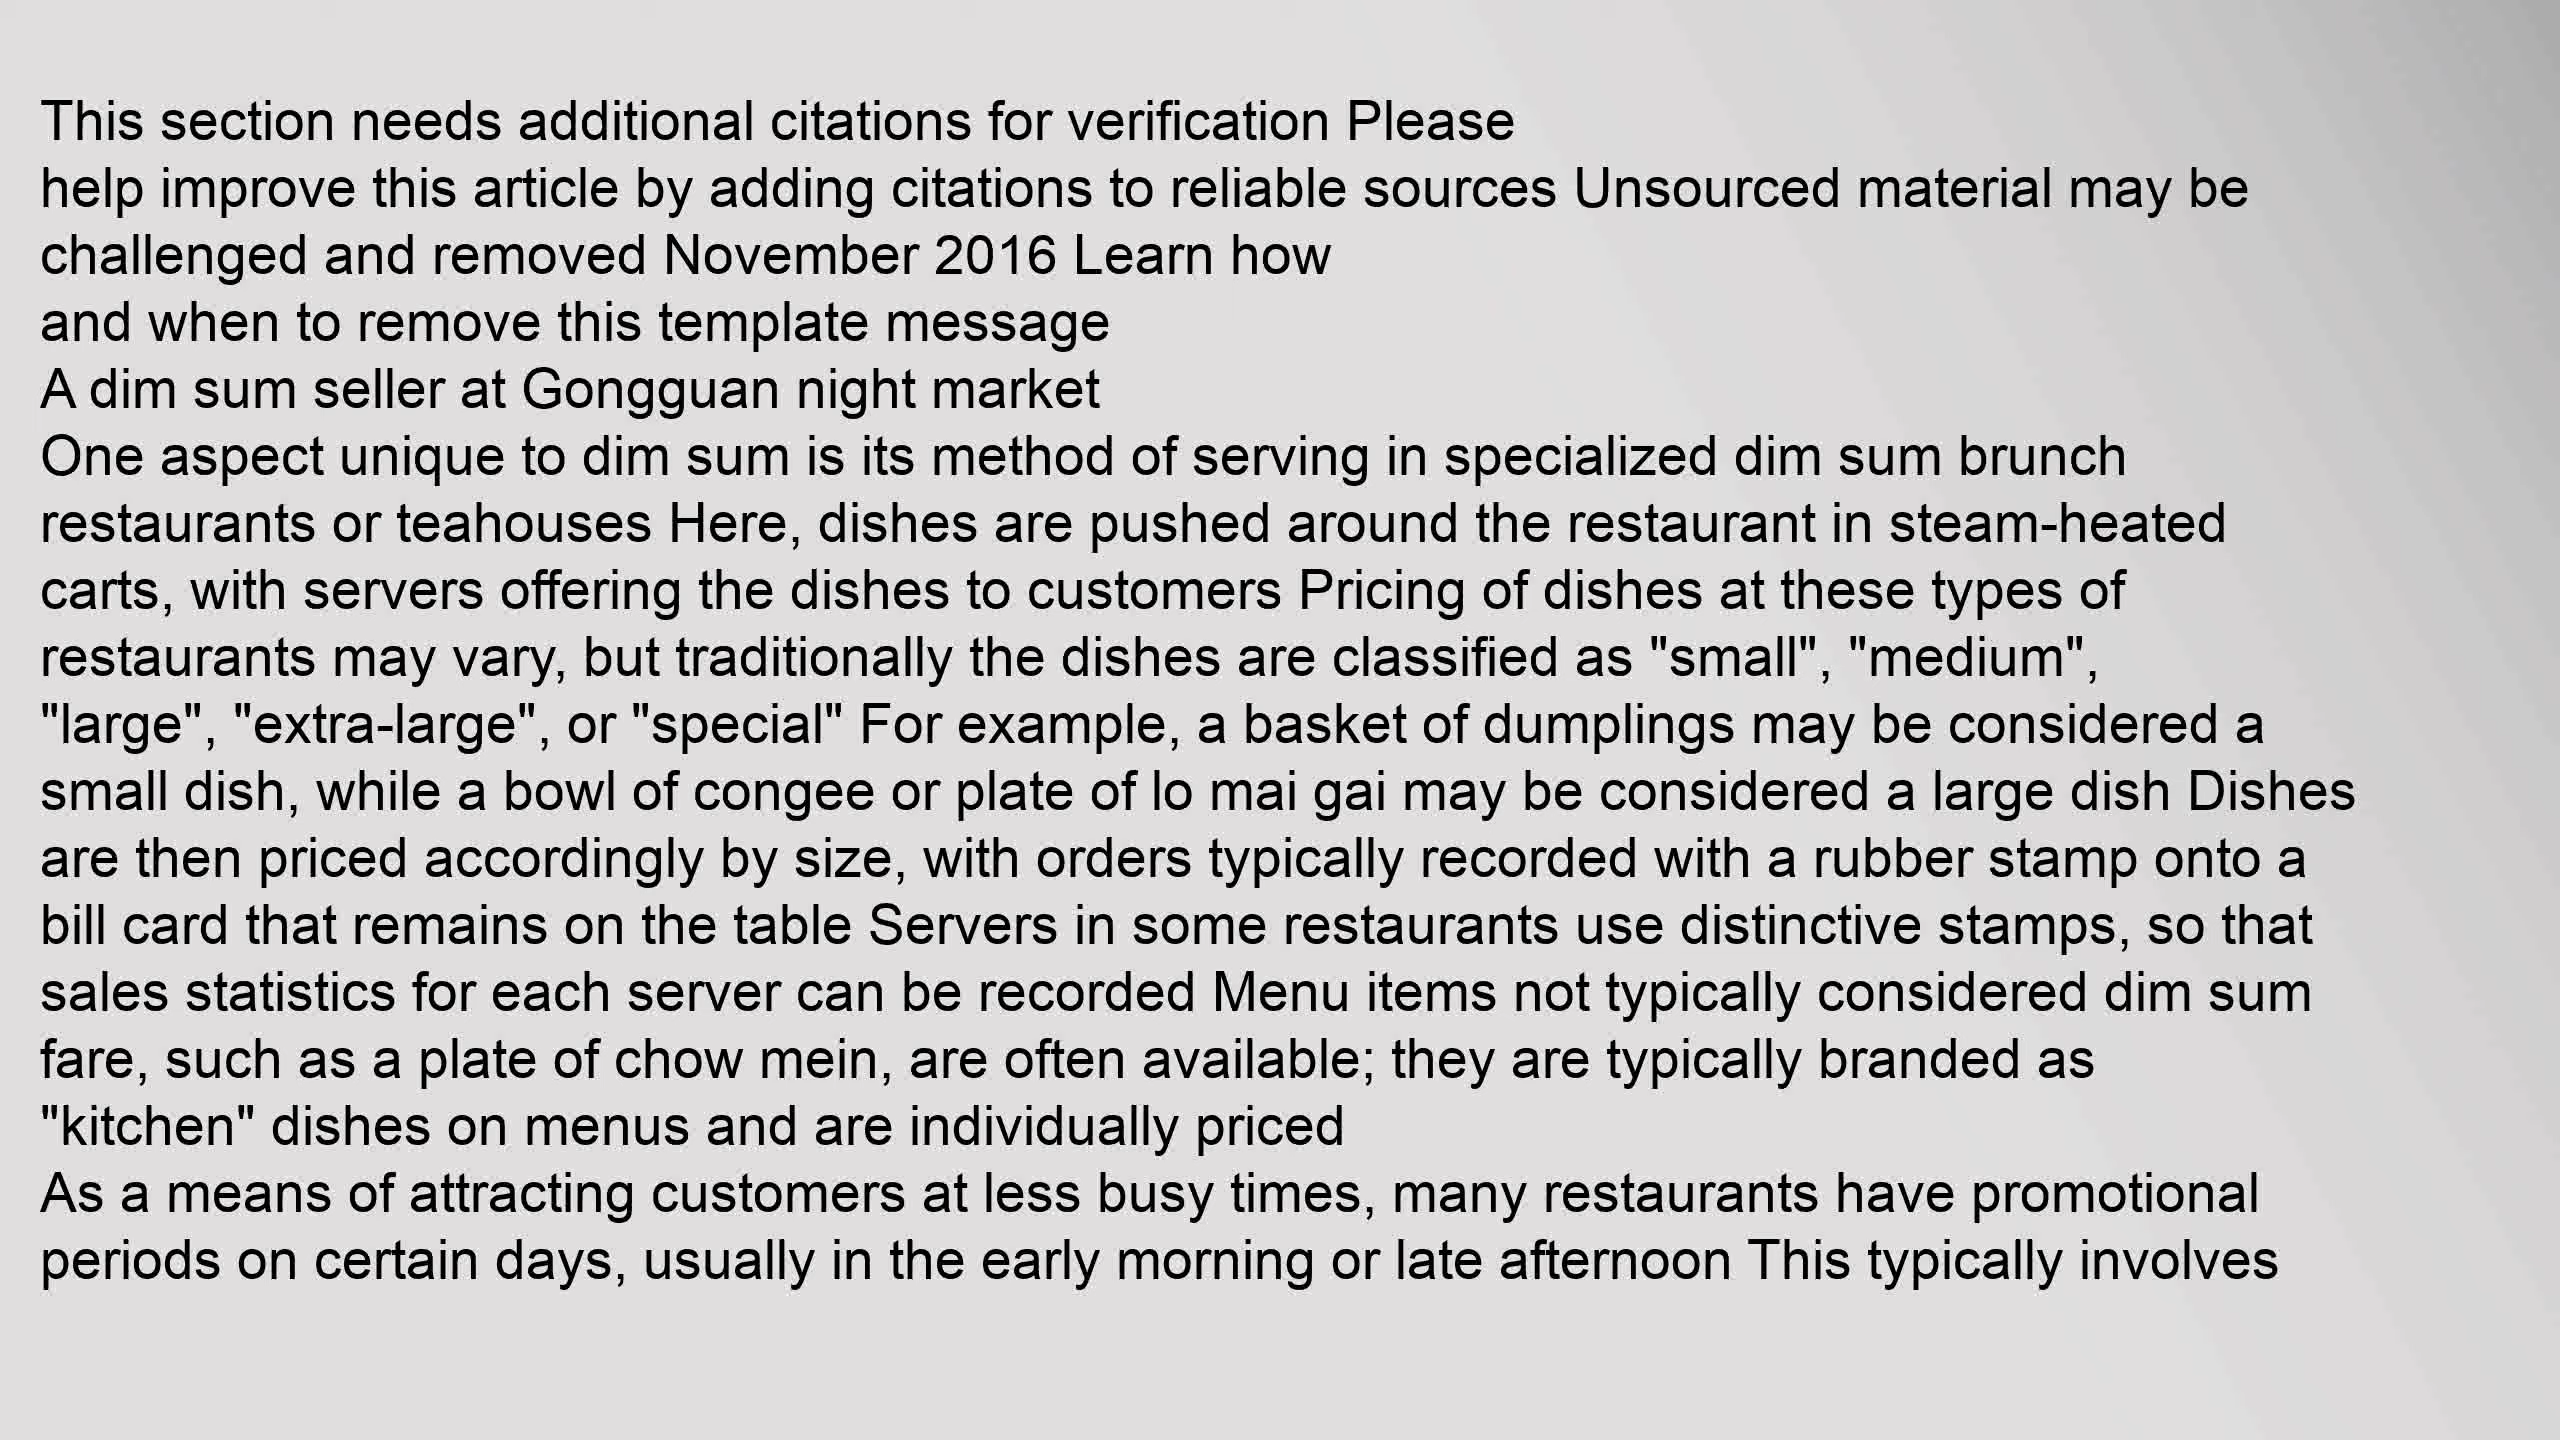 This section needs additional citations for verification Please
help improve this article by adding citations to reliable sources Unsourced material may be
challenged and removed November 2016 Learn how
and when to remove this template message
A dim sum seller at Gongguan night market
One aspect unique to dim sum is its method of serving in specialized dim sum brunch
restaurants or teahouses Here, dishes are pushed around the restaurant in steam-heated
carts, with servers offering the dishes to customers Pricing of dishes at these types of
restaurants may vary, but traditionally the dishes are classified as "small", "medium",
"large", "extra-large", or "special" For example, a basket of dumplings may be considered a
small dish, while a bowl of congee or plate of lo mai gai may be considered a large dish Dishes
are then priced accordingly by size, with orders typically recorded with a rubber stamp onto a
bill card that remains on the table Servers in some restaurants use distinctive stamps, so that
sales statistics for each server can be recorded Menu items not typically considered dim sum
fare, such as a plate of chow mein, are often available; they are typically branded as
"kitchen" dishes on menus and are individually priced
As a means of attracting customers at less busy times, many restaurants have promotional
periods on certain days, usually in the early morning or late afternoon This typically involves